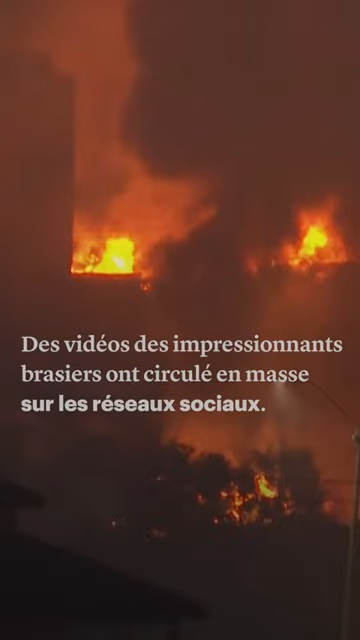 Des vidéos des impressionnants
brasiers ont circulé en masse
sur les réseaux sociaux.